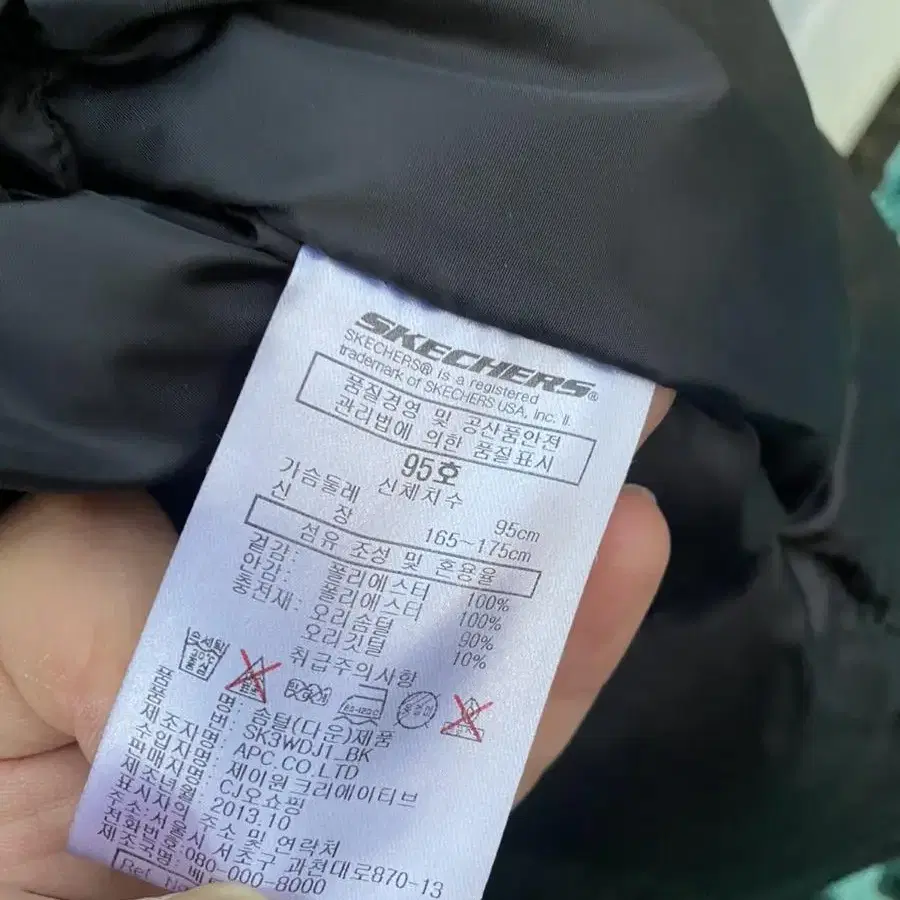 SKECHERS®
SKECHERS® is a registered
trademark of SKECHERS USA, Inc. II.
품질경영 및 공산품안전
관리법에 의한 품질표시
95호
신체치수
가슴둘레 95cm
신 장 165~175cm
섬유 조성 및 혼용율
겉감: 폴리에스터 100%
안감: 폴리에스터 100%
충전재: 오리솜털 90%
오리깃털 10%
취급주의사항
품 명: 솜털(다운)제품
품 번: SK3WDJ1_BK
제조자명: APC CO.LTD
수입자명: 제이원크리에이티브
판매자명: CJ오쇼핑
제조년월: 2013.10
표시자의 주소 및 연락처
주소:서울시 서초구 과천대로870-13
전화번호:080-000-8000
제조국명:베
Ref. No